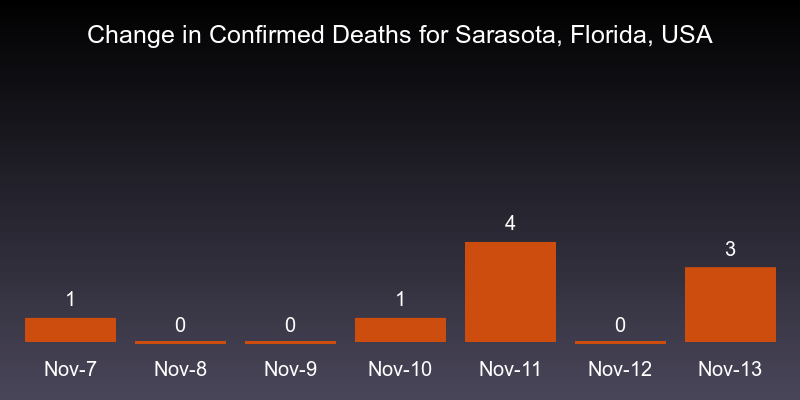 Change in Confirmed Deaths for Sarasota, Florida, USA
1 0 0 1 4 0 3
Nov-7 Nov-8 Nov-9 Nov-10 Nov-11 Nov-12 Nov-13